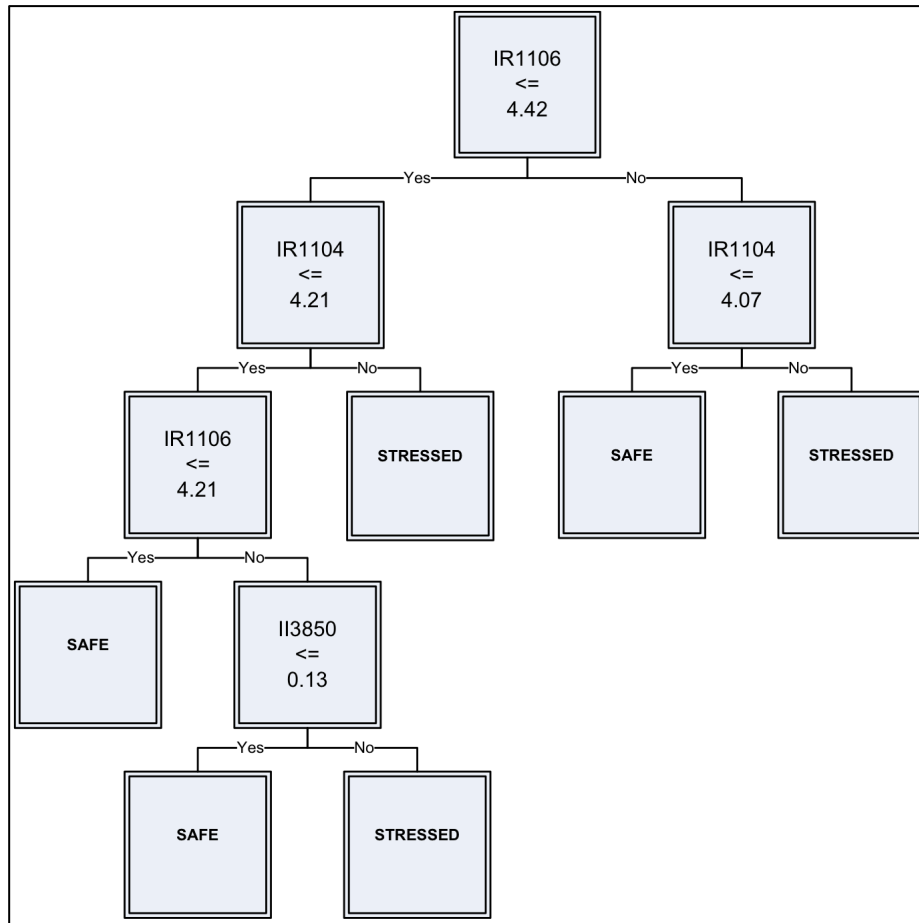 IR1106
<=
4.42
Yes
No
IR1104
<=
4.21
IR1104
<=
4.07
Yes
No
Yes
No
IR1106
<=
4.21
STRESSED
SAFE
STRESSED
Yes
No
SAFE
II3850
<=
0.13
Yes
No
SAFE
STRESSED